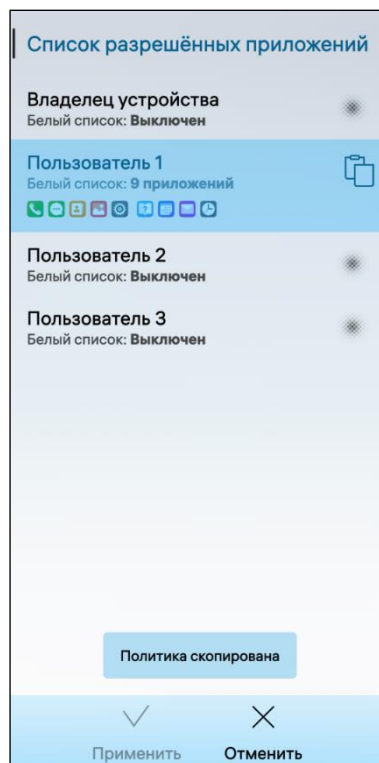 Список разрешённых приложений
Владелец устройства
Белый список: Выключен
Пользователь 1
Белый список: 9 приложений
Пользователь 2
Белый список: Выключен
Пользователь 3
Белый список: Выключен
Политика скопирована
Применить Отменить